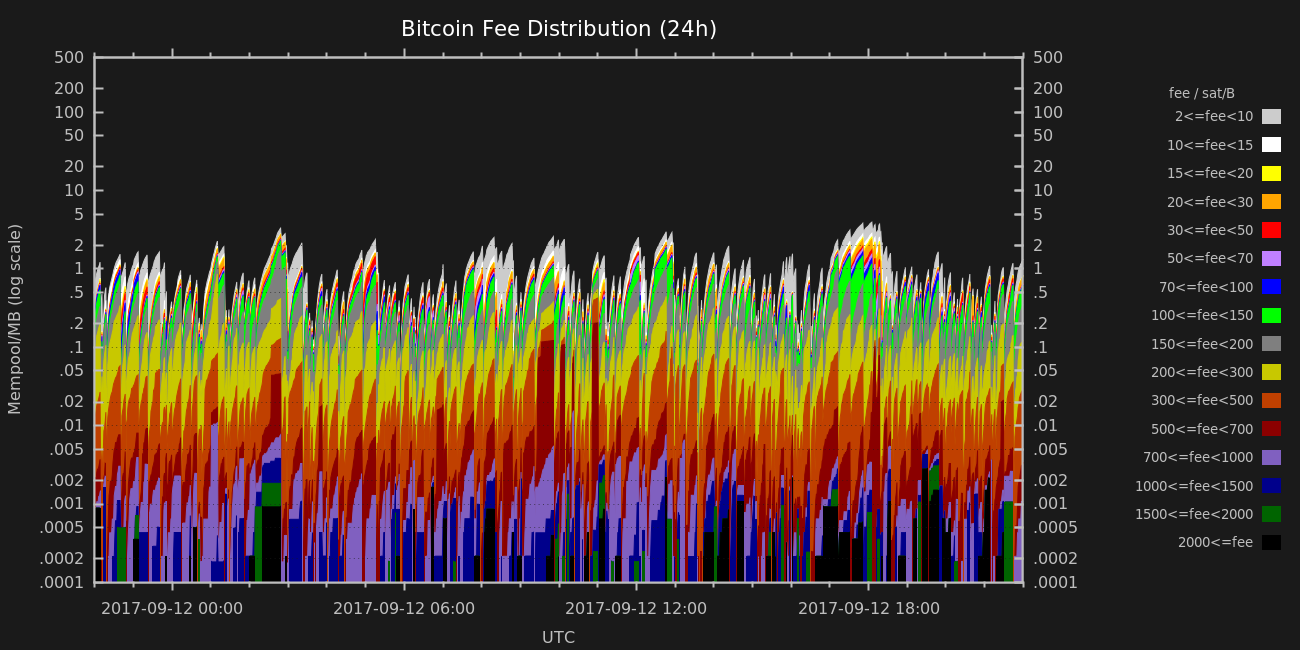 Bitcoin Fee Distribution (24h)
Mempool/MB (log scale)
500
200
100
50
20
10
5
2
1
.5
.2
.1
.05
.02
.01
.005
.002
.001
.0005
.0002
.0001
500
200
100
50
20
10
5
2
1
.5
.2
.1
.05
.02
.01
.005
.002
.001
.0005
.0002
.0001
2017-09-12 00:00
2017-09-12 06:00
2017-09-12 12:00
2017-09-12 18:00
UTC
fee / sat/B
2<=fee<10
10<=fee<15
15<=fee<20
20<=fee<30
30<=fee<50
50<=fee<70
70<=fee<100
100<=fee<150
150<=fee<200
200<=fee<300
300<=fee<500
500<=fee<700
700<=fee<1000
1000<=fee<1500
1500<=fee<2000
2000<=fee